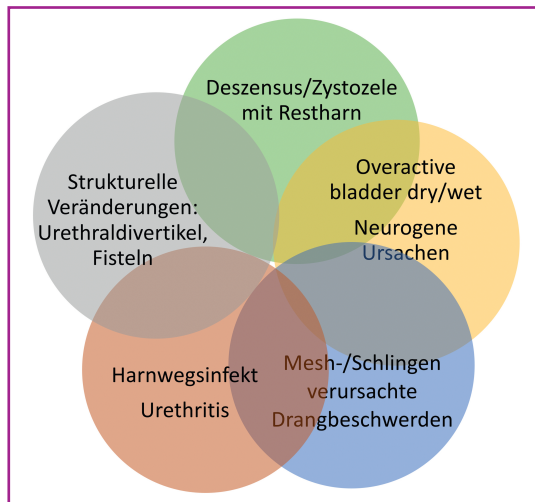 Deszensus/Zystozele
mit Restharn
Overactive
bladder dry/wet
Neurogene
Ursachen
Mesh-/Schlingen
verursachte
Drangbeschwerden
Harnwegsinfekt
Urethritis
Strukturelle
Veränderungen:
Urethraldivertikel,
Fisteln